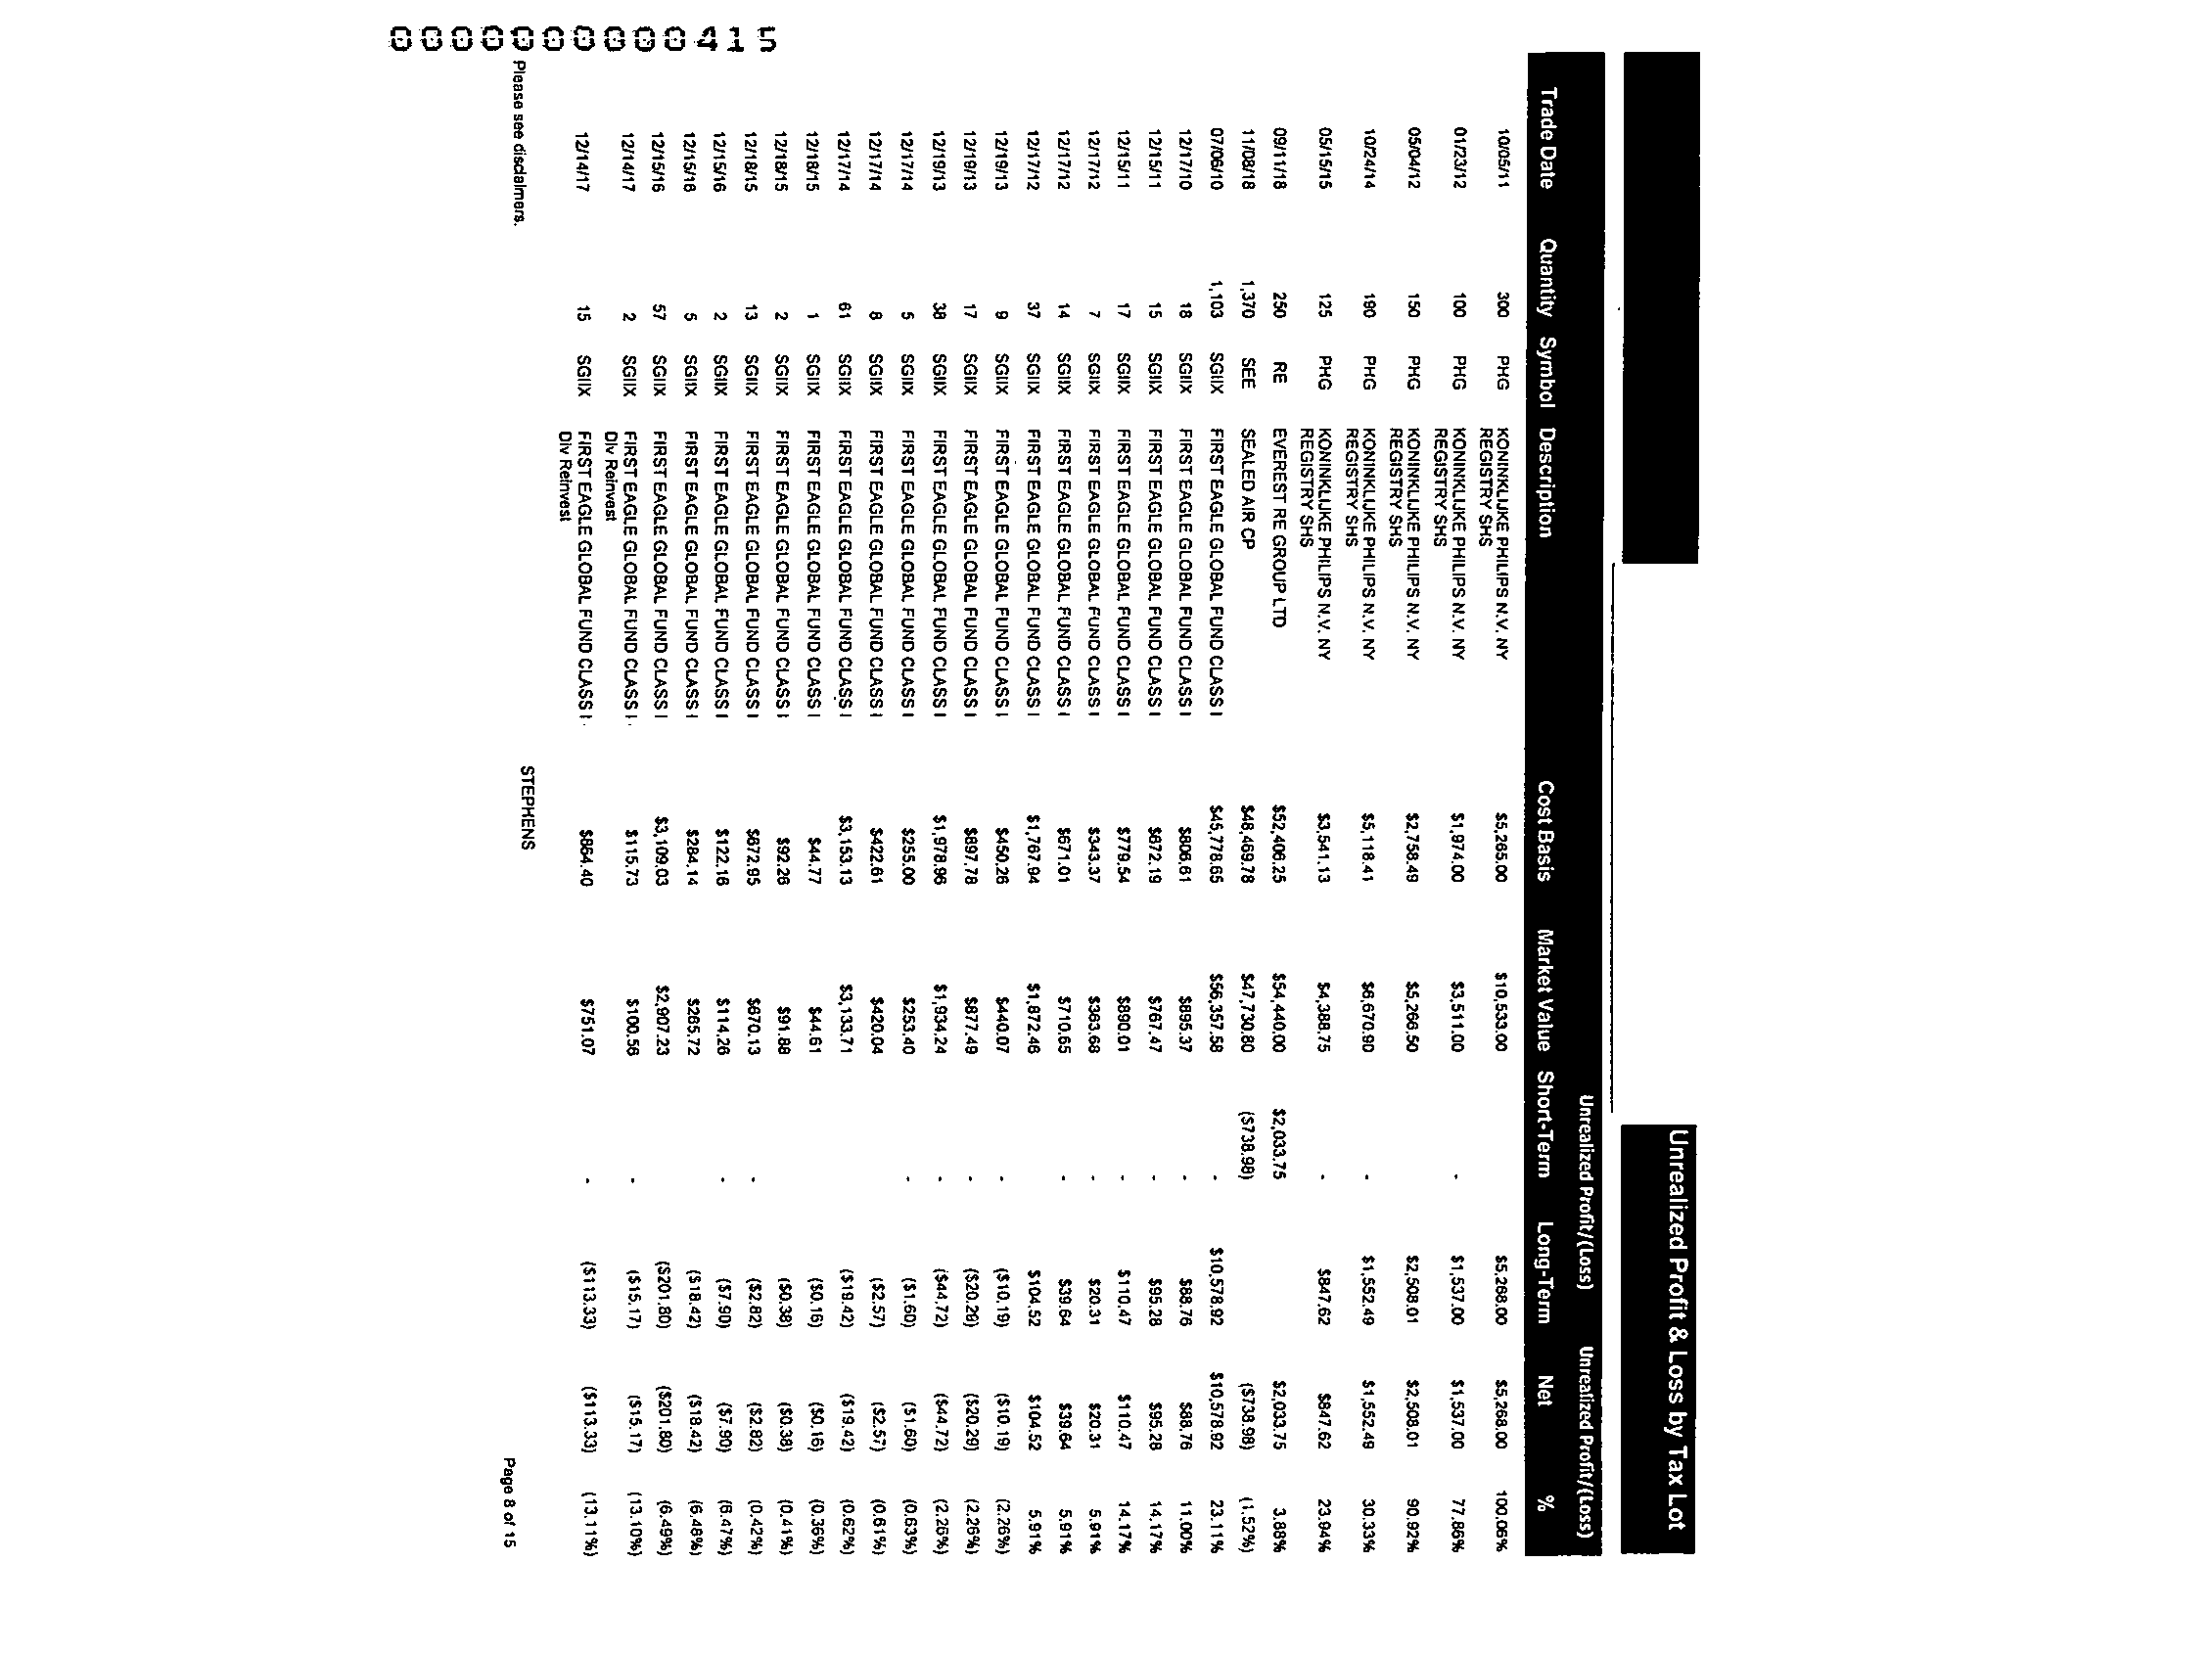 Unrealized Profit & Loss by Tax Lot
Unrealized Profit/(Loss) Unrealized Profit/(Loss)
Trade Date Quantity Symbol Description Cost Basis Market Value Short-Term Long-Term Net %
10/05/11 300 PHG KONINKLIJKE PHILIPS N.V. NY $5,265.00 $10,533.00 $5,268.00 $5,268.00 100.06%
REGISTRY SHS
01/23/12 100 PHG KONINKLIJKE PHILIPS N.V. NY $1,974.00 $3,511.00 - $1,537.00 $1,537.00 77.86%
REGISTRY SHS
05/04/12 150 PHG KONINKLIJKE PHILIPS N.V. NY $2,758.49 $5,266.50 $2,508.01 $2,508.01 90.92%
REGISTRY SHS
10/24/14 190 PHG KONINKLIJKE PHILIPS N.V. NY $5,118.41 $6,670.90 - $1,552.49 $1,552.49 30.33%
REGISTRY SHS
05/15/15 125 PHG KONINKLIJKE PHILIPS N.V. NY $3,541.13 $4,388.75 - $847.62 $847.62 23.94%
REGISTRY SHS
09/11/18 250 RE EVEREST RE GROUP LTD $52,406.25 $54,440.00 $2,033.75 $2,033.75 3.88%
11/08/18 1,370 SEE SEALED AIR CP $48,469.78 $47,730.80 ($738.98) ($738.98) (1.52%)
07/06/10 1,103 SGIIX FIRST EAGLE GLOBAL FUND CLASS I $45,778.65 $56,357.58 - $10,578.92 $10,578.92 23.11%
12/17/10 18 SGIIX FIRST EAGLE GLOBAL FUND CLASS I $806.61 $895.37 - $88.76 $88.76 11.00%
12/15/11 15 SGIIX FIRST EAGLE GLOBAL FUND CLASS I $672.19 $767.47 - $95.28 $95.28 14.17%
12/15/11 17 SGIIX FIRST EAGLE GLOBAL FUND CLASS I $779.54 $890.01 - $110.47 $110.47 14.17%
12/17/12 7 SGIIX FIRST EAGLE GLOBAL FUND CLASS I $343.37 $363.68 - $20.31 $20.31 5.91%
12/17/12 14 SGIIX FIRST EAGLE GLOBAL FUND CLASS I $671.01 $710.65 - $39.64 $39.64 5.91%
12/17/12 37 SGIIX FIRST EAGLE GLOBAL FUND CLASS I $1,767.94 $1,872.46 $104.52 $104.52 5.91%
12/19/13 9 SGIIX FIRST EAGLE GLOBAL FUND CLASS I $450.26 $440.07 - ($10.19) ($10.19) (2.26%)
12/19/13 17 SGIIX FIRST EAGLE GLOBAL FUND CLASS I $897.78 $877.49 - ($20.29) ($20.29) (2.26%)
12/19/13 38 SGIIX FIRST EAGLE GLOBAL FUND CLASS I $1,978.96 $1,934.24 - ($44.72) ($44.72) (2.26%)
12/17/14 5 SGIIX FIRST EAGLE GLOBAL FUND CLASS I $255.00 $253.40 - ($1.60) ($1.60) (0.63%)
12/17/14 8 SGIIX FIRST EAGLE GLOBAL FUND CLASS I $422.61 $420.04 ($2.57) ($2.57) (0.61%)
12/17/14 61 SGIIX FIRST EAGLE GLOBAL FUND CLASS I $3,153.13 $3,133.71 ($19.42) ($19.42) (0.62%)
12/18/15 1 SGIIX FIRST EAGLE GLOBAL FUND CLASS I $44.77 $44.61 ($0.16) ($0.16) (0.36%)
12/18/15 2 SGIIX FIRST EAGLE GLOBAL FUND CLASS I $92.26 $91.88 ($0.38) ($0.38) (0.41%)
12/18/15 13 SGIIX FIRST EAGLE GLOBAL FUND CLASS I $672.95 $670.13 - ($2.82) ($2.82) (0.42%)
12/15/16 2 SGIIX FIRST EAGLE GLOBAL FUND CLASS I $122.16 $114.26 - ($7.90) ($7.90) (6.47%)
12/15/16 5 SGIIX FIRST EAGLE GLOBAL FUND CLASS I $284.14 $265.72 ($18.42) ($18.42) (6.48%)
12/15/16 57 SGIIX FIRST EAGLE GLOBAL FUND CLASS I $3,109.03 $2,907.23 ($201.80) ($201.80) (6.49%)
12/14/17 2 SGIIX FIRST EAGLE GLOBAL FUND CLASS I $115.73 $100.56 - ($15.17) ($15.17) (13.10%)
Div Reinvest
12/14/17 15 SGIIX FIRST EAGLE GLOBAL FUND CLASS I $864.40 $751.07 - ($113.33) ($113.33) (13.11%)
Div Reinvest
Please see disclaimers. STEPHENS Page 8 of 15
0000000000415